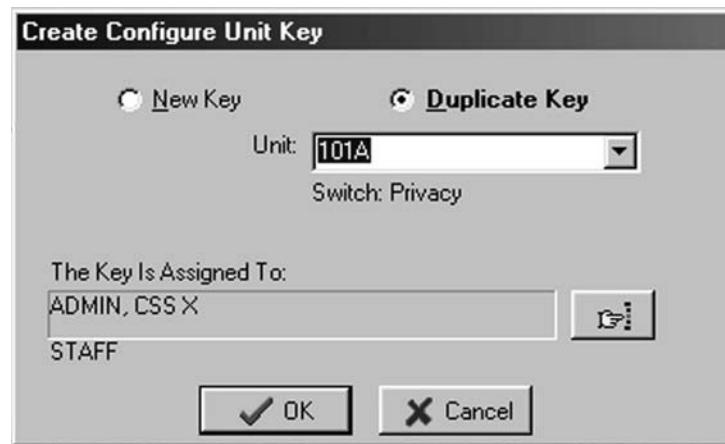 Create Configure Unit Key
New Key
Duplicate Key
Unit: 101A
Switch: Privacy
The Key Is Assigned To:
ADMIN, CSS X
STAFF
OK
Cancel